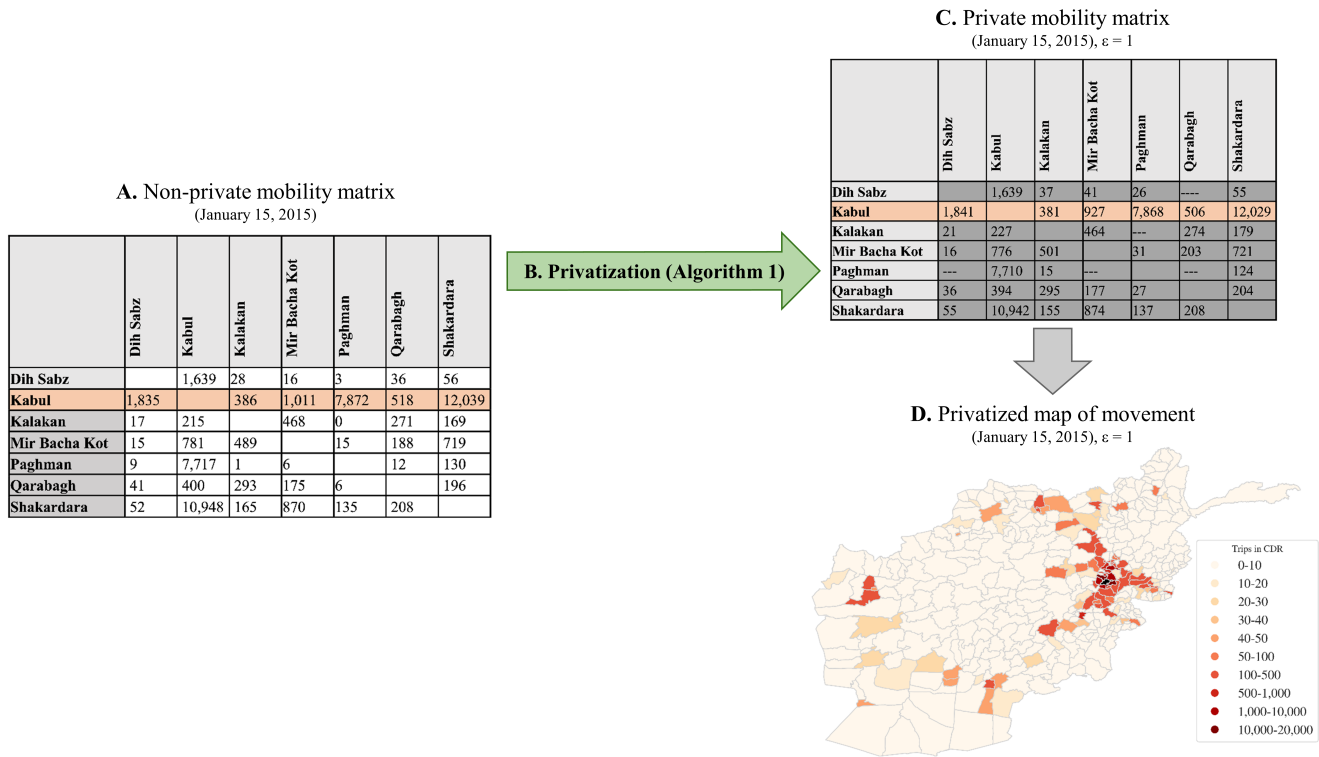 A. Non-private mobility matrix
(January 15, 2015)
Dih Sabz Kabul Kalakan Mir Bacha Kot Paghman Qarabagh Shakardara
Dih Sabz 1,639 28 16 3 36 56
Kabul 1,835 386 1,011 7,872 518 12,039
Kalakan 17 215 468 0 271 169
Mir Bacha Kot 15 781 489 15 188 719
Paghman 9 7,717 1 6 12 130
Qarabagh 41 400 293 175 6 196
Shakardara 52 10,948 165 870 135 208
B. Privatization (Algorithm 1)
C. Private mobility matrix
(January 15, 2015), ε = 1
Dih Sabz Kabul Kalakan Mir Bacha Kot Paghman Qarabagh Shakardara
Dih Sabz 1,639 37 41 26 ---- 55
Kabul 1,841 381 927 7,868 506 12,029
Kalakan 21 227 464 --- 274 179
Mir Bacha Kot 16 776 501 31 203 721
Paghman --- 7,710 15 --- --- 124
Qarabagh 36 394 295 177 27 204
Shakardara 55 10,942 155 874 137 208
D. Privatized map of movement
(January 15, 2015), ε = 1
Trips in CDR
0-10
10-20
20-30
30-40
40-50
50-100
100-500
500-1,000
1,000-10,000
10,000-20,000